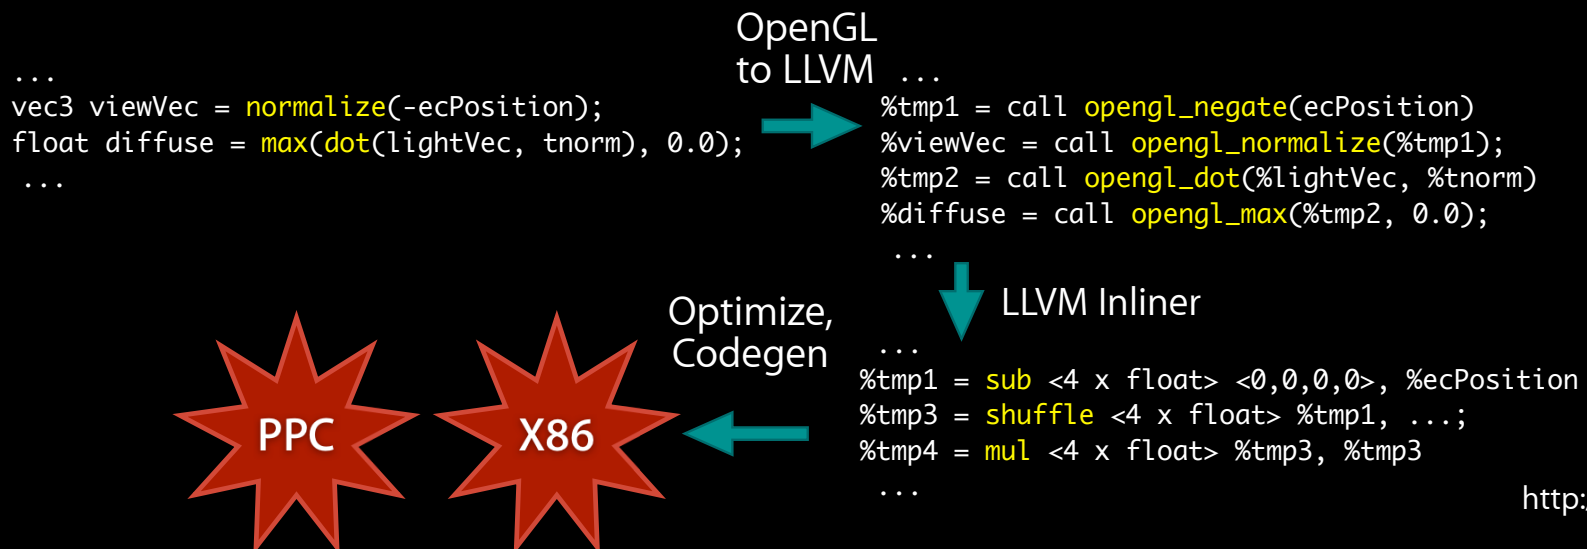 ...
vec3 viewVec = normalize(-ecPosition);
float diffuse = max(dot(lightVec, tnorm), 0.0);
...
OpenGL
to LLVM
...
%tmp1 = call opengl_negate(ecPosition)
%viewVec = call opengl_normalize(%tmp1);
%tmp2 = call opengl_dot(%lightVec, %tnorm)
%diffuse = call opengl_max(%tmp2, 0.0);
...
LLVM Inliner
...
%tmp1 = sub <4 x float> <0,0,0,0>, %ecPosition
%tmp3 = shuffle <4 x float> %tmp1, ...;
%tmp4 = mul <4 x float> %tmp3, %tmp3
...
Optimize,
Codegen
X86
PPC
http:/